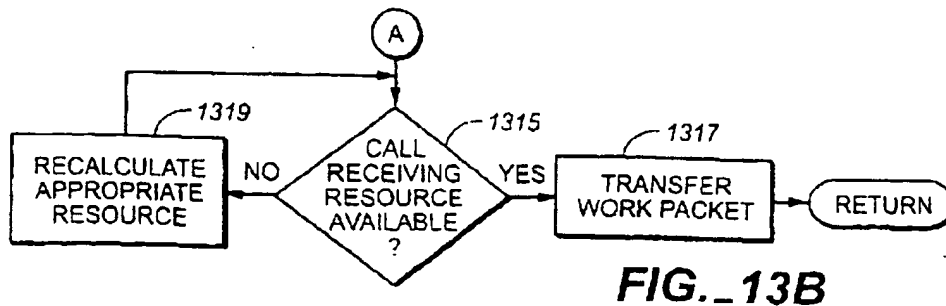 A
1319
RECALCULATE
APPROPRIATE
RESOURCE
NO
1315
CALL
RECEIVING
RESOURCE
AVAILABLE
?
YES
1317
TRANSFER
WORK PACKET
RETURN
FIG._13B